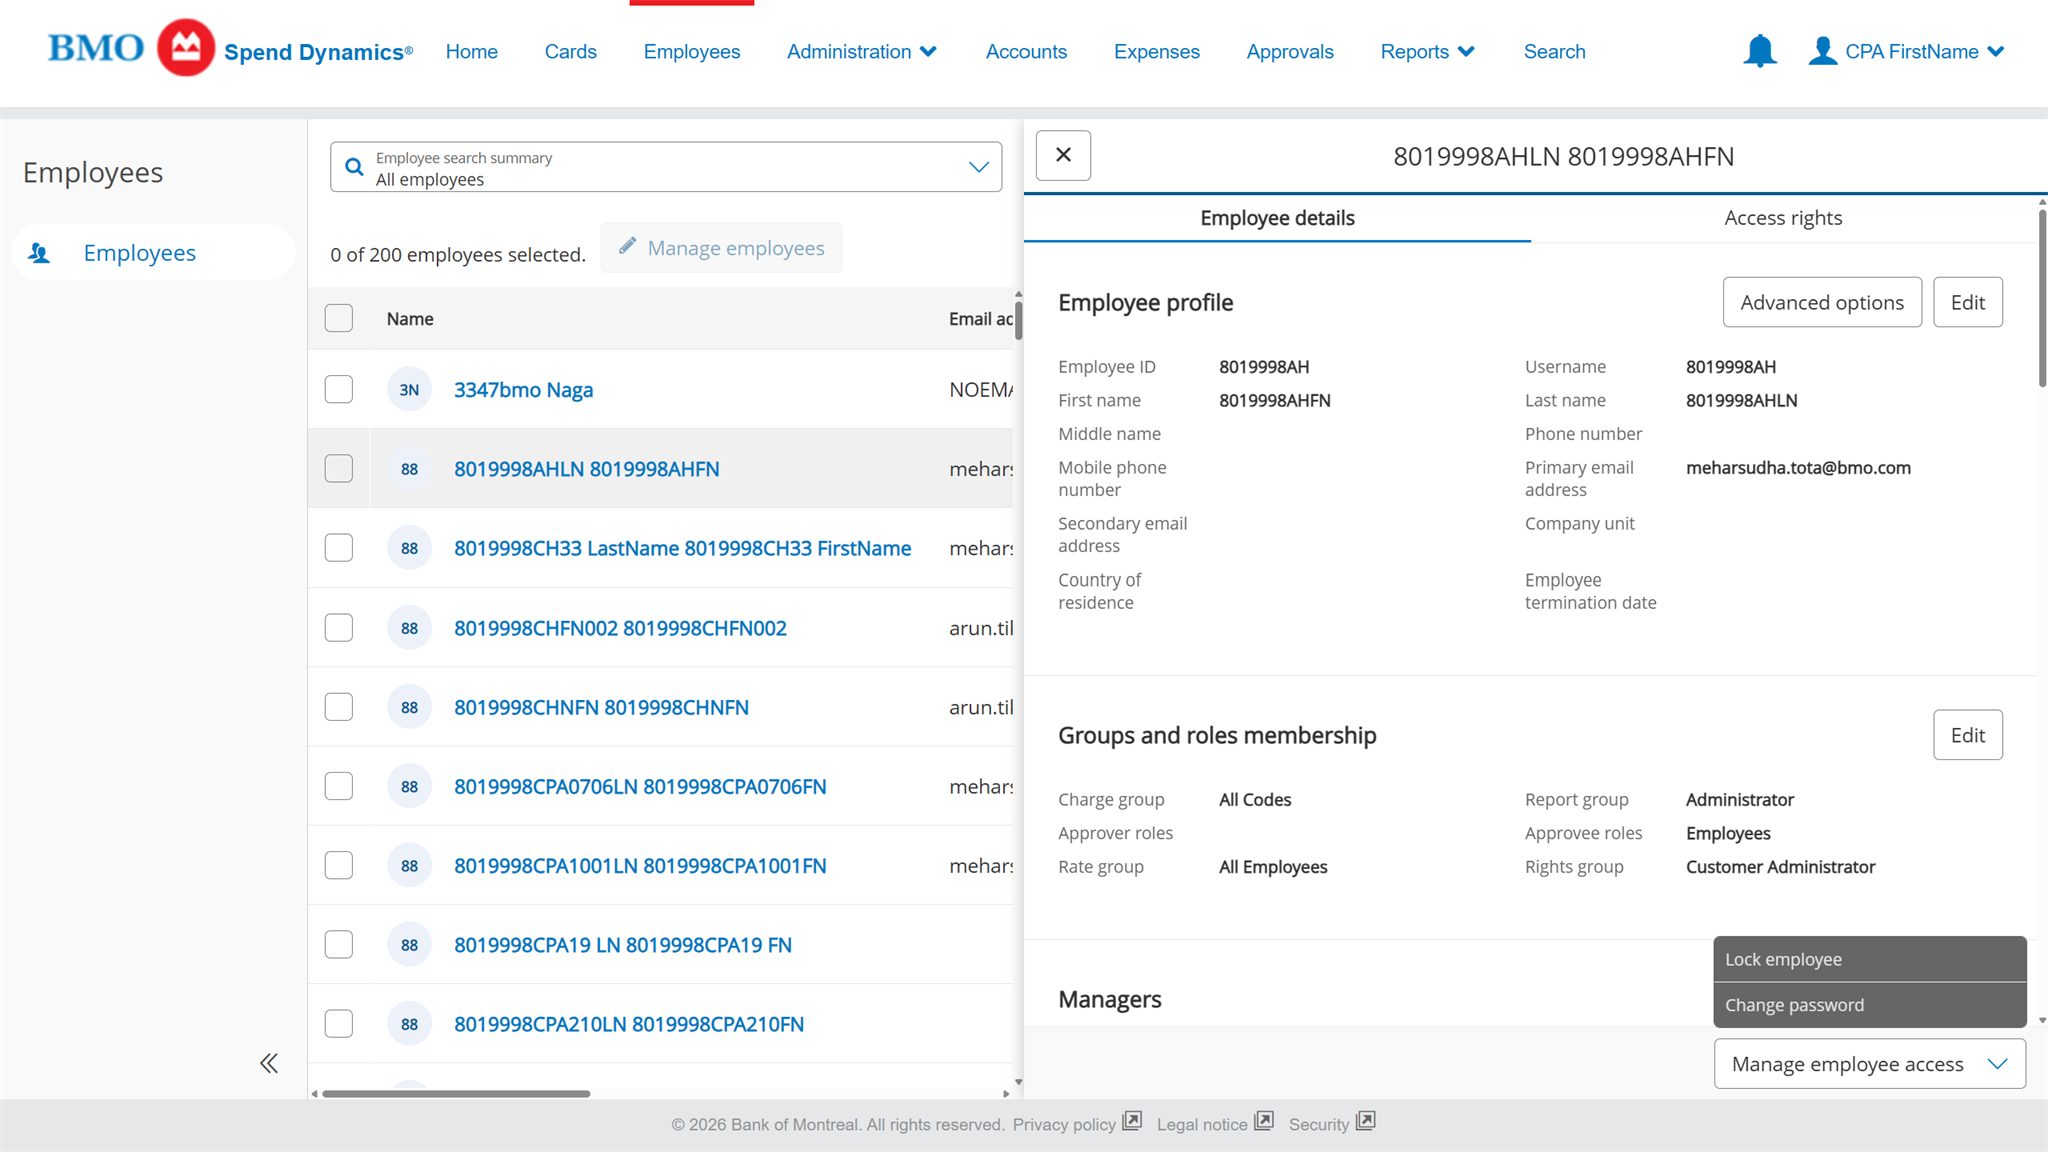 BMO Spend Dynamics® Home Cards Employees Administration Accounts Expenses Approvals Reports Search CPA FirstName
Employees
Employees
Employee search summary
All employees
0 of 200 employees selected. Manage employees
Name Email ac
3N 3347bmo Naga NOEMA
88 8019998AHLN 8019998AHFN mehars
88 8019998CH33 LastName 8019998CH33 FirstName mehars
88 8019998CHFN002 8019998CHFN002 arun.til
88 8019998CHNFN 8019998CHNFN arun.til
88 8019998CPA0706LN 8019998CPA0706FN mehars
88 8019998CPA1001LN 8019998CPA1001FN mehars
88 8019998CPA19 LN 8019998CPA19 FN
88 8019998CPA210LN 8019998CPA210FN
8019998AHLN 8019998AHFN
Employee details Access rights
Employee profile Advanced options Edit
Employee ID 8019998AH Username 8019998AH
First name 8019998AHFN Last name 8019998AHLN
Middle name Phone number
Mobile phone number Primary email address meharsudha.tota@bmo.com
Secondary email address Company unit
Country of residence Employee termination date
Groups and roles membership Edit
Charge group All Codes Report group Administrator
Approver roles Approvee roles Employees
Rate group All Employees Rights group Customer Administrator
Managers
Lock employee
Change password
Manage employee access
© 2026 Bank of Montreal. All rights reserved. Privacy policy Legal notice Security